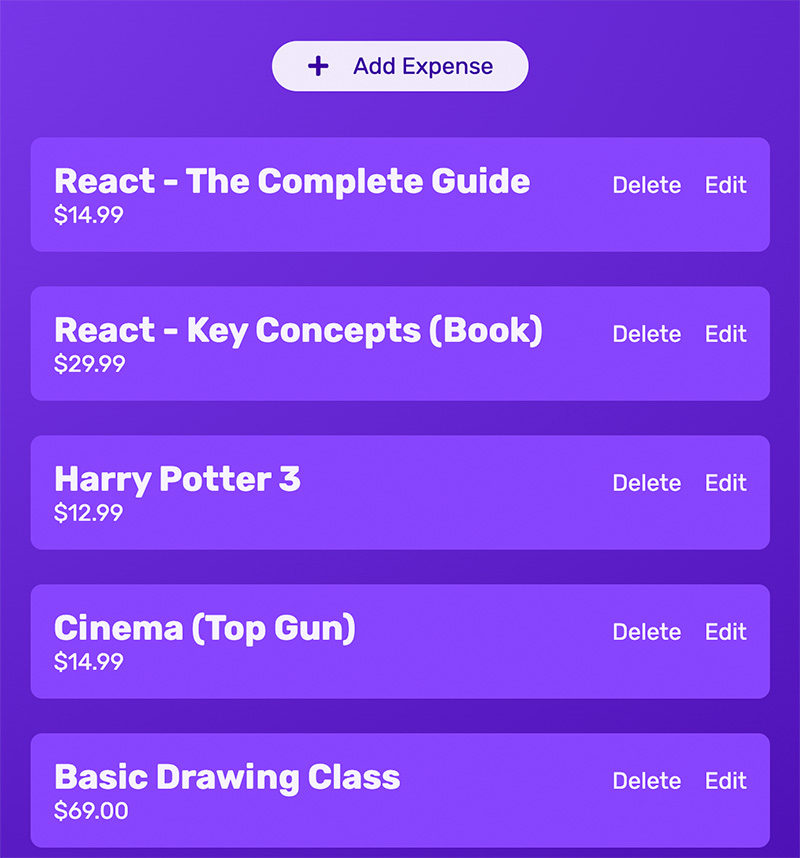 + Add Expense
React - The Complete Guide
Delete Edit
$14.99
React - Key Concepts (Book)
Delete Edit
$29.99
Harry Potter 3
Delete Edit
$12.99
Cinema (Top Gun)
Delete Edit
$14.99
Basic Drawing Class
Delete Edit
$69.00